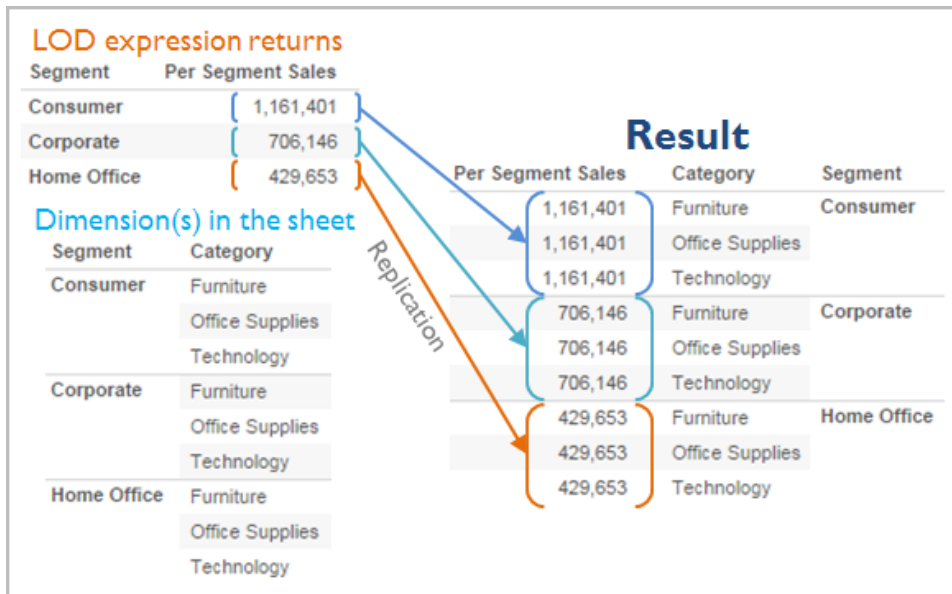 LOD expression returns
Segment Per Segment Sales
Consumer 1,161,401
Corporate 706,146
Home Office 429,653
Dimension(s) in the sheet
Segment Category
Consumer Furniture
Office Supplies
Technology
Corporate Furniture
Office Supplies
Technology
Home Office Furniture
Office Supplies
Technology
Replication
Result
Per Segment Sales Category Segment
1,161,401 Furniture Consumer
1,161,401 Office Supplies
1,161,401 Technology
706,146 Furniture Corporate
706,146 Office Supplies
706,146 Technology
429,653 Furniture Home Office
429,653 Office Supplies
429,653 Technology